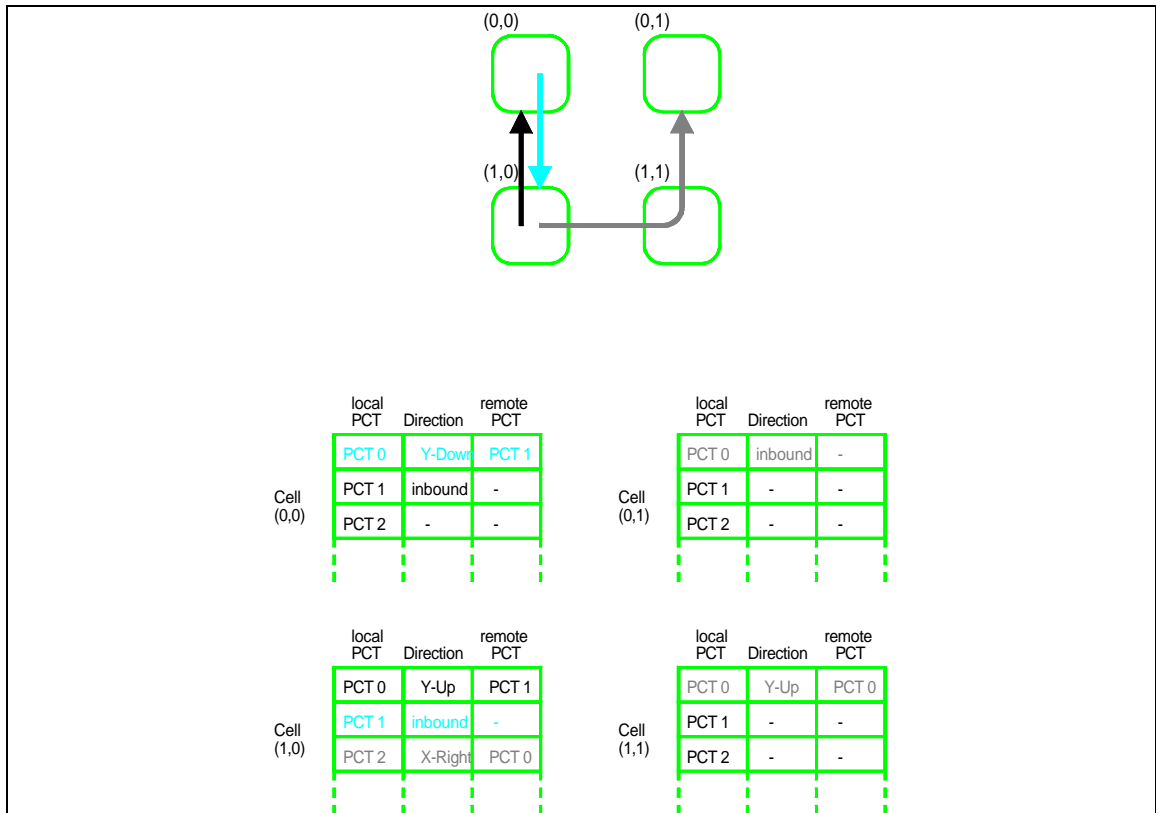 (0,0) (0,1)
(1,0) (1,1)
local PCT Direction remote PCT
Cell (0,0)
PCT 0 Y-Down PCT 1
PCT 1 inbound -
PCT 2 - -
local PCT Direction remote PCT
Cell (0,1)
PCT 0 inbound -
PCT 1 - -
PCT 2 - -
local PCT Direction remote PCT
Cell (1,0)
PCT 0 Y-Up PCT 1
PCT 1 inbound -
PCT 2 X-Right PCT 0
local PCT Direction remote PCT
Cell (1,1)
PCT 0 Y-Up PCT 0
PCT 1 - -
PCT 2 - -